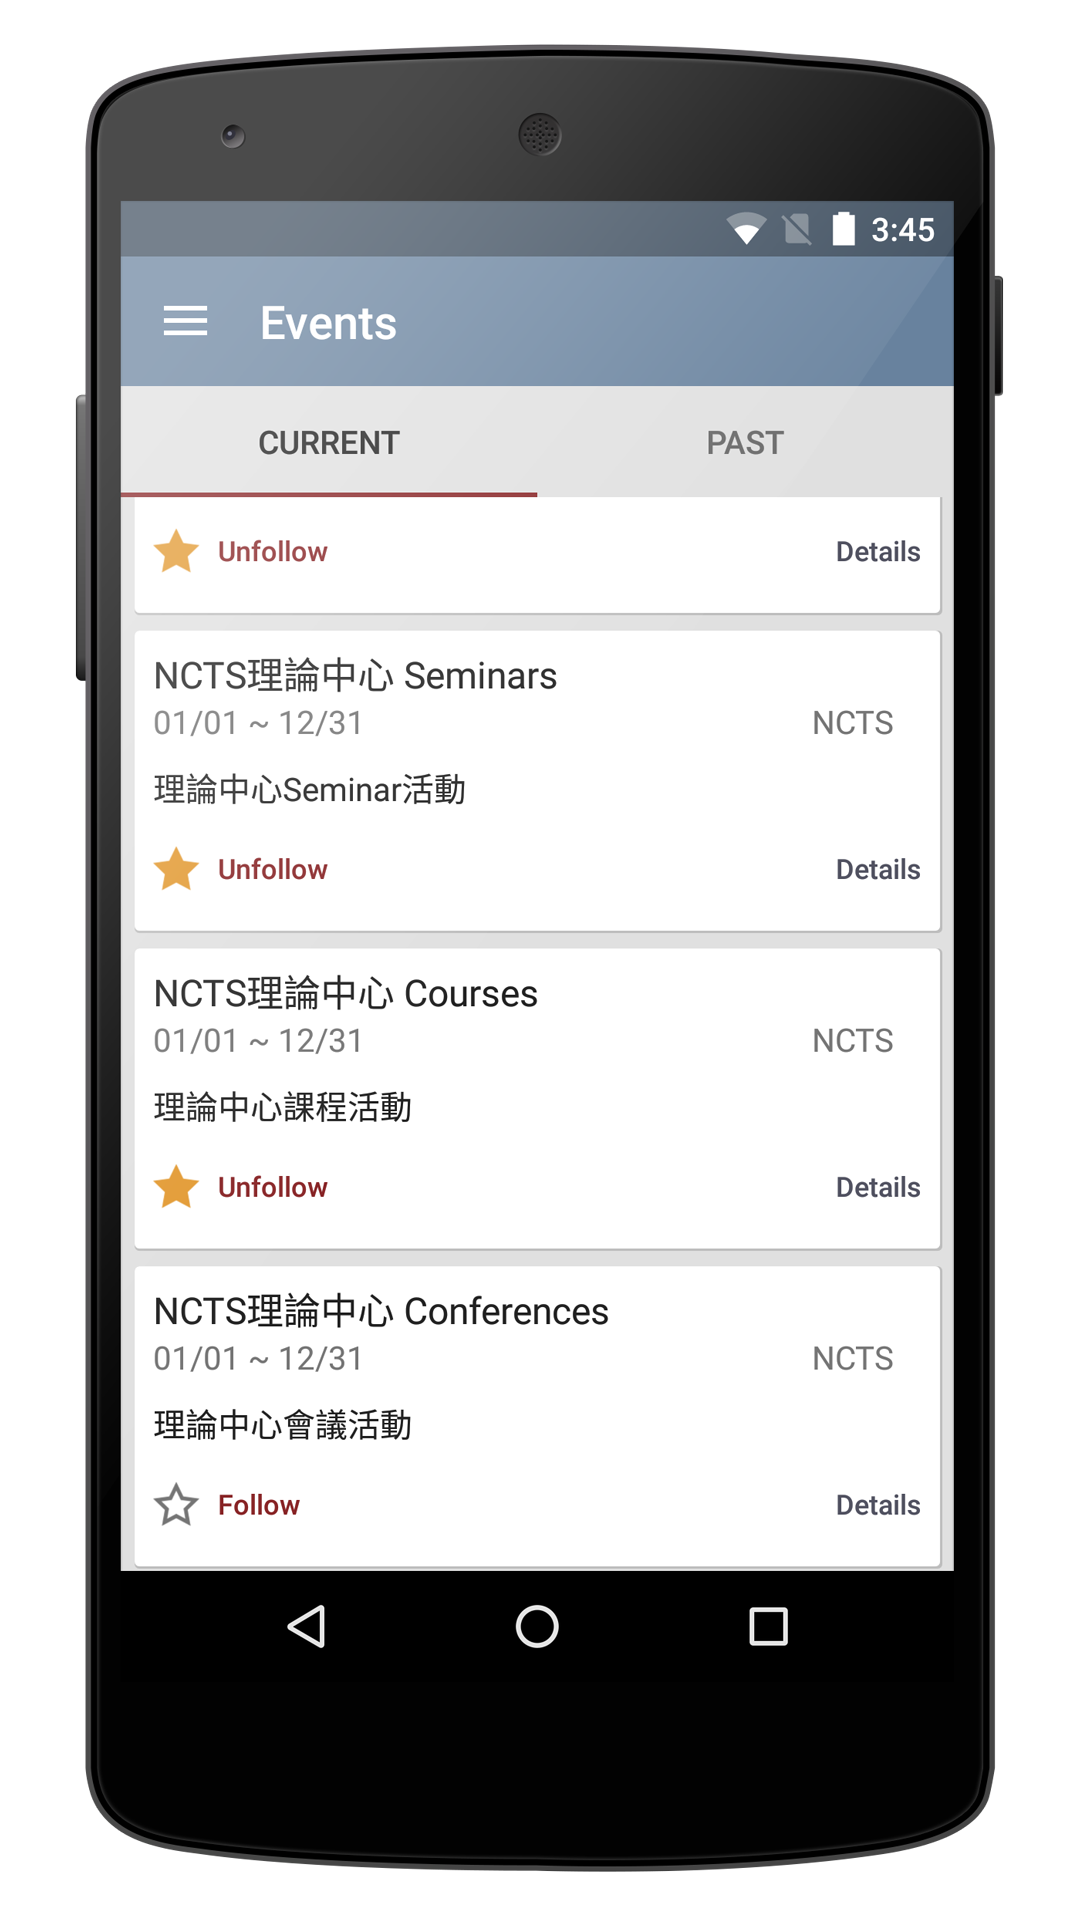 3:45
Events
CURRENT PAST
Unfollow Details
NCTS理論中心 Seminars
01/01 ~ 12/31 NCTS
理論中心Seminar活動
Unfollow Details
NCTS理論中心 Courses
01/01 ~ 12/31 NCTS
理論中心課程活動
Unfollow Details
NCTS理論中心 Conferences
01/01 ~ 12/31 NCTS
理論中心會議活動
Follow Details